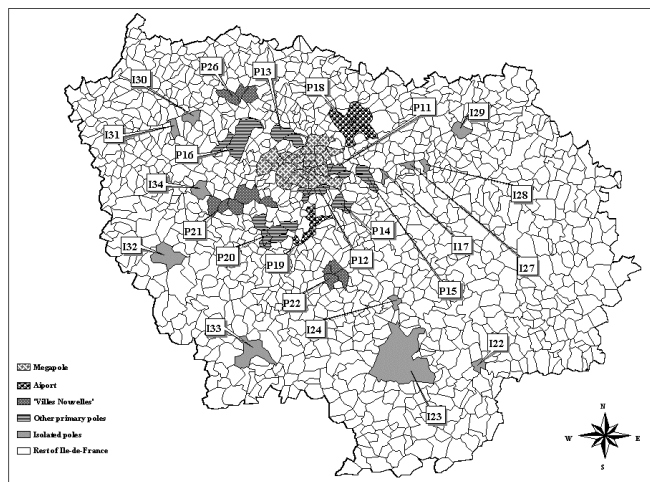 P26
P13
I30
P18
P11
I29
I31
P16
I34
I28
P21
P14
I17
I27
I32
P20
P19
P12
P15
P22
I24
I33
I22
I23
Megapole
Aiport
'Villes Nouvelles'
Other primary poles
Isolated poles
Rest of Ile-de-France
N
W E
S